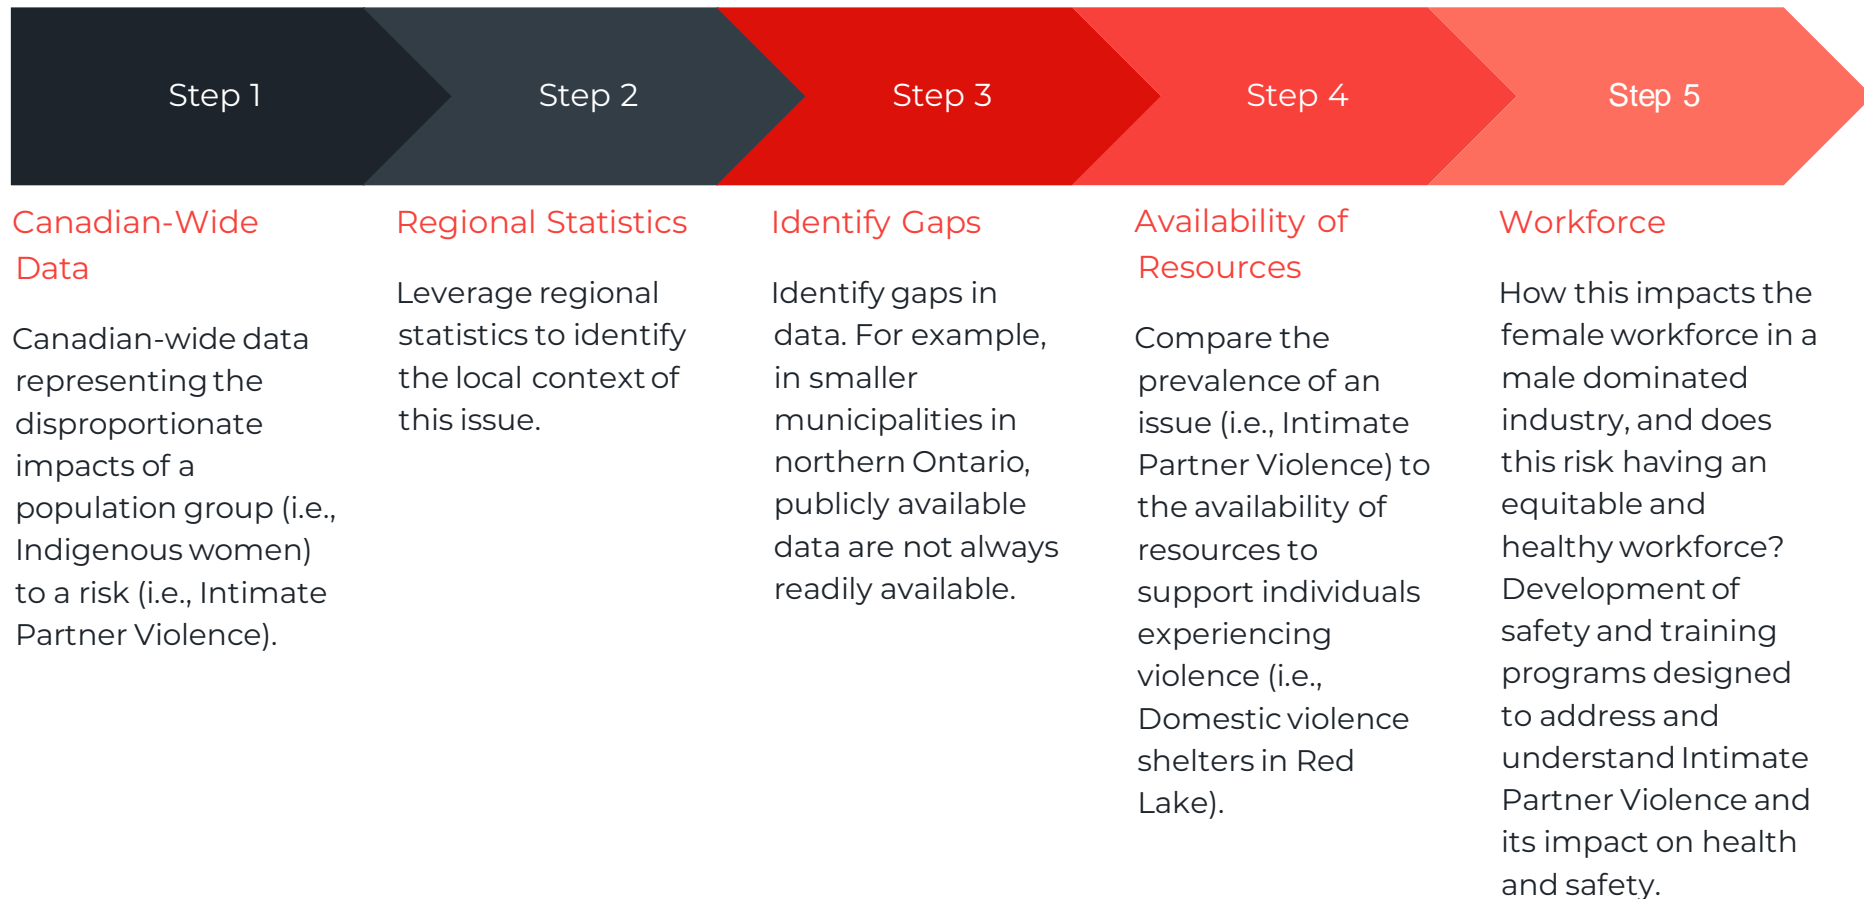 Step 1
Step 2
Step 3
Step 4
Step 5
Canadian-Wide
Data
Canadian-wide data
representing the
disproportionate
impacts of a
population group (i.e.,
Indigenous women)
to a risk (i.e., Intimate
Partner Violence).
Regional Statistics
Leverage regional
statistics to identify
the local context of
this issue.
Identify Gaps
Identify gaps in
data. For example,
in smaller
municipalities in
northern Ontario,
publicly available
data are not always
readily available.
Availability of
Resources
Compare the
prevalence of an
issue (i.e., Intimate
Partner Violence) to
the availability of
resources to
support individuals
experiencing
violence (i.e.,
Domestic violence
shelters in Red
Lake).
Workforce
How this impacts the
female workforce in a
male dominated
industry, and does
this risk having an
equitable and
healthy workforce?
Development of
safety and training
programs designed
to address and
understand Intimate
Partner Violence and
its impact on health
and safety.